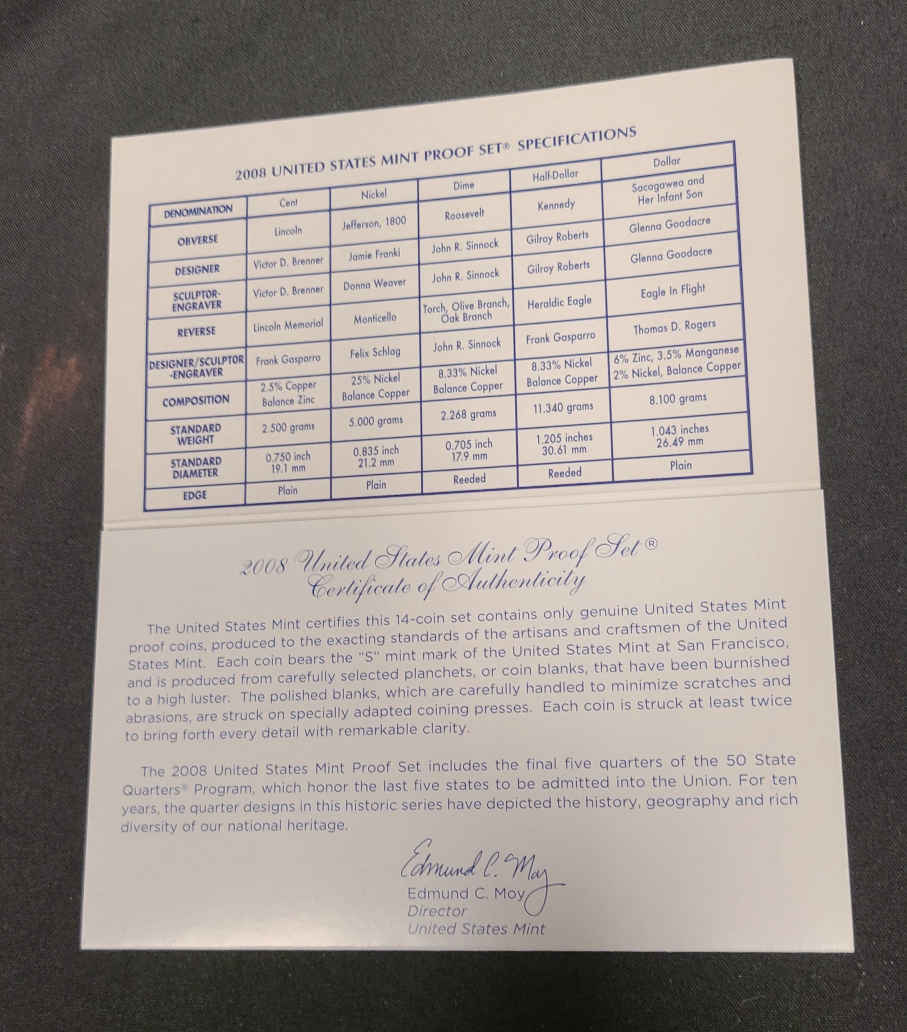 2008 UNITED STATES MINT PROOF SET® SPECIFICATIONS
DENOMINATION Cent Nickel Dime Half-Dollar Dollar
OBVERSE Lincoln Jefferson, 1800 Roosevelt Kennedy Sacagawea and
Her Infant Son
DESIGNER Victor D. Brenner Jamie Franki John R. Sinnock Gilroy Roberts Glenna Goodacre
SCULPTOR-
ENGRAVER Victor D. Brenner Donna Weaver John R. Sinnock Gilroy Roberts Glenna Goodacre
REVERSE Lincoln Memorial Monticello Torch, Olive Branch,
Oak Branch Heraldic Eagle Eagle In Flight
DESIGNER/SCULPTOR
-ENGRAVER Frank Gasparro Felix Schlag John R. Sinnock Frank Gasparro Thomas D. Rogers
COMPOSITION 2.5% Copper
Balance Zinc 25% Nickel
Balance Copper 8.33% Nickel
Balance Copper 8.33% Nickel
Balance Copper 6% Zinc, 3.5% Manganese
2% Nickel, Balance Copper
STANDARD
WEIGHT 2.500 grams 5.000 grams 2.268 grams 11.340 grams 8.100 grams
STANDARD
DIAMETER 0.750 inch
19.1 mm 0.835 inch
21.2 mm 0.705 inch
17.9 mm 1.205 inches
30.61 mm 1.043 inches
26.49 mm
EDGE Plain Plain Reeded Reeded Plain
2008 United States Mint Proof Set®
Certificate of Authenticity
The United States Mint certifies this 14-coin set contains only genuine United States Mint
proof coins, produced to the exacting standards of the artisans and craftsmen of the United
States Mint. Each coin bears the "S" mint mark of the United States Mint at San Francisco,
and is produced from carefully selected planchets, or coin blanks, that have been burnished
to a high luster. The polished blanks, which are carefully handled to minimize scratches and
abrasions, are struck on specially adapted coining presses. Each coin is struck at least twice
to bring forth every detail with remarkable clarity.
The 2008 United States Mint Proof Set includes the final five quarters of the 50 State
Quarters® Program, which honor the last five states to be admitted into the Union. For ten
years, the quarter designs in this historic series have depicted the history, geography and rich
diversity of our national heritage.
Edmund C. Moy
Edmund C. Moy
Director
United States Mint